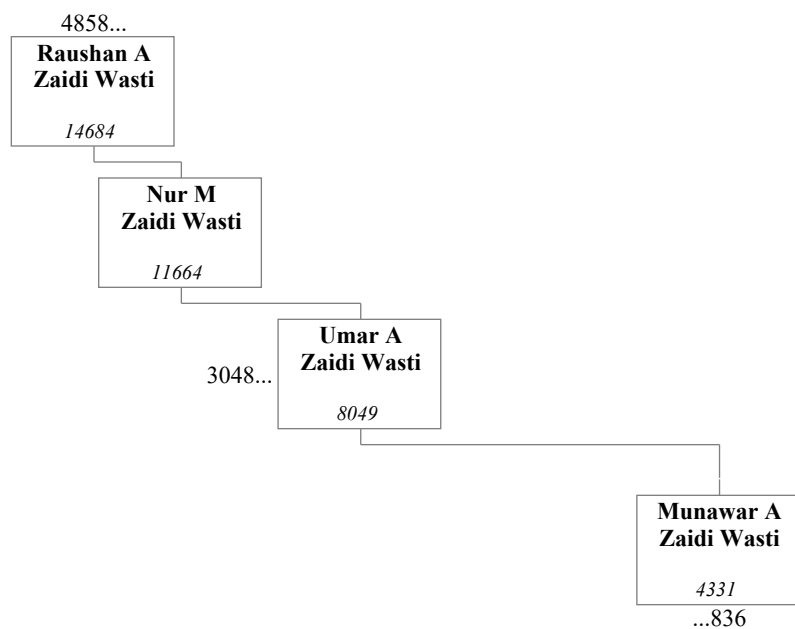 4858...
Raushan A
Zaidi Wasti
14684
Nur M
Zaidi Wasti
11664
Umar A
Zaidi Wasti
3048...
8049
Munawar A
Zaidi Wasti
4331
...836